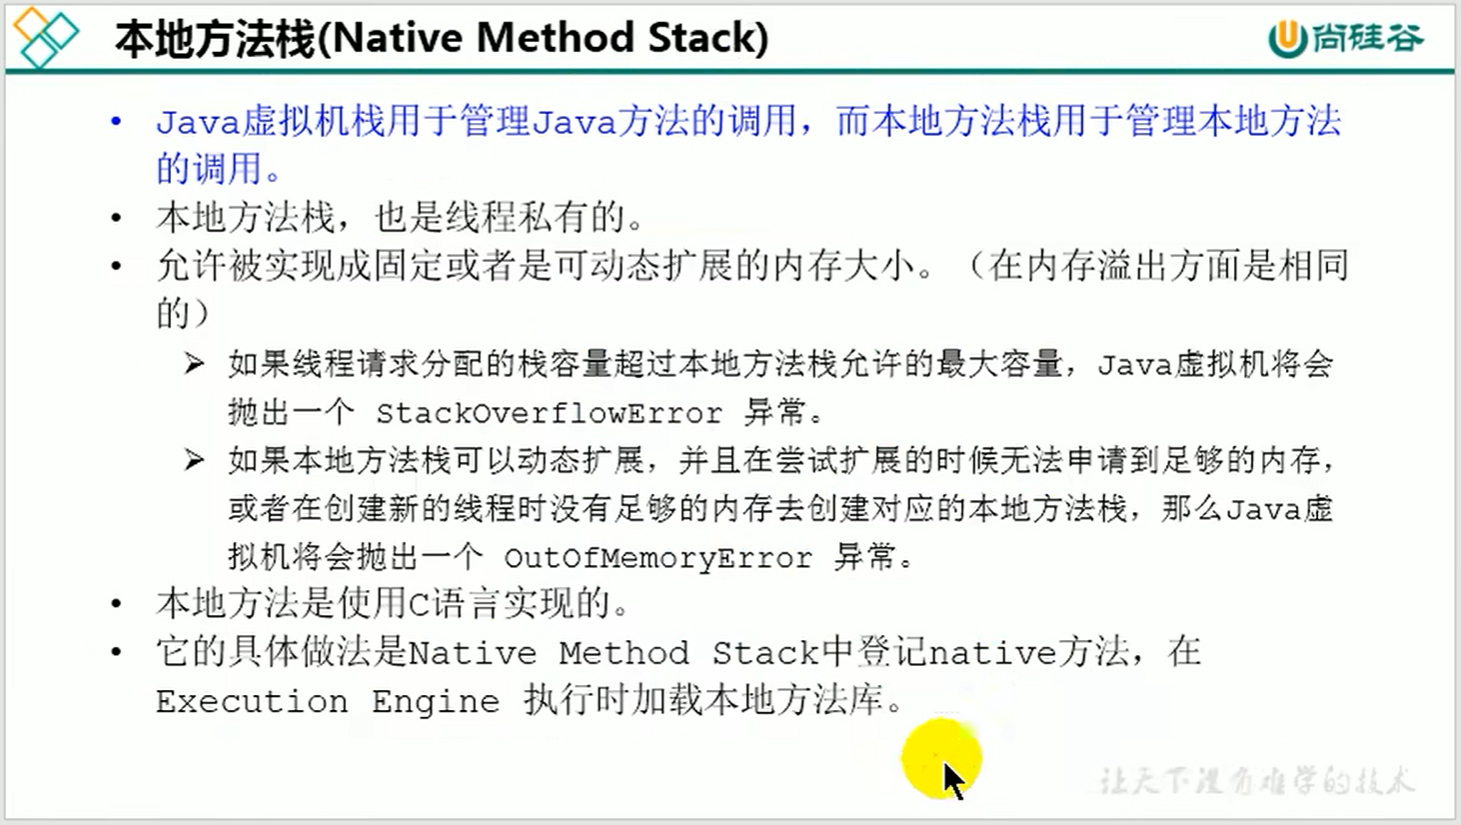 本地方法栈(Native Method Stack)
尚硅谷
• Java虚拟机栈用于管理Java方法的调用，而本地方法栈用于管理本地方法
的调用。
• 本地方法栈，也是线程私有的。
• 允许被实现成固定或者是可动态扩展的内存大小。（在内存溢出方面是相同
的）
➢ 如果线程请求分配的栈容量超过本地方法栈允许的最大容量，Java虚拟机将会
抛出一个 StackOverflowError 异常。
➢ 如果本地方法栈可以动态扩展，并且在尝试扩展的时候无法申请到足够的内存，
或者在创建新的线程时没有足够的内存去创建对应的本地方法栈，那么Java虚
拟机将会抛出一个 OutOfMemoryError 异常。
• 本地方法是使用C语言实现的。
• 它的具体做法是Native Method Stack中登记native方法，在
Execution Engine 执行时加载本地方法库。
让天下没有难学的技术